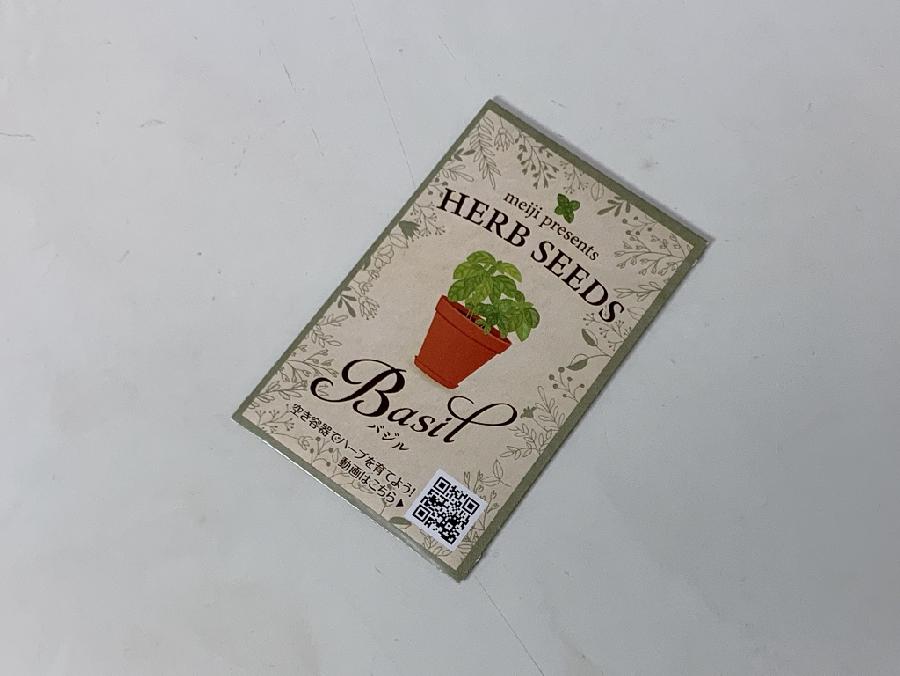 meiji presents
HERB SEEDS
Basil
バジル
空き容器でハーブを育てよう!
動画はこちら▶